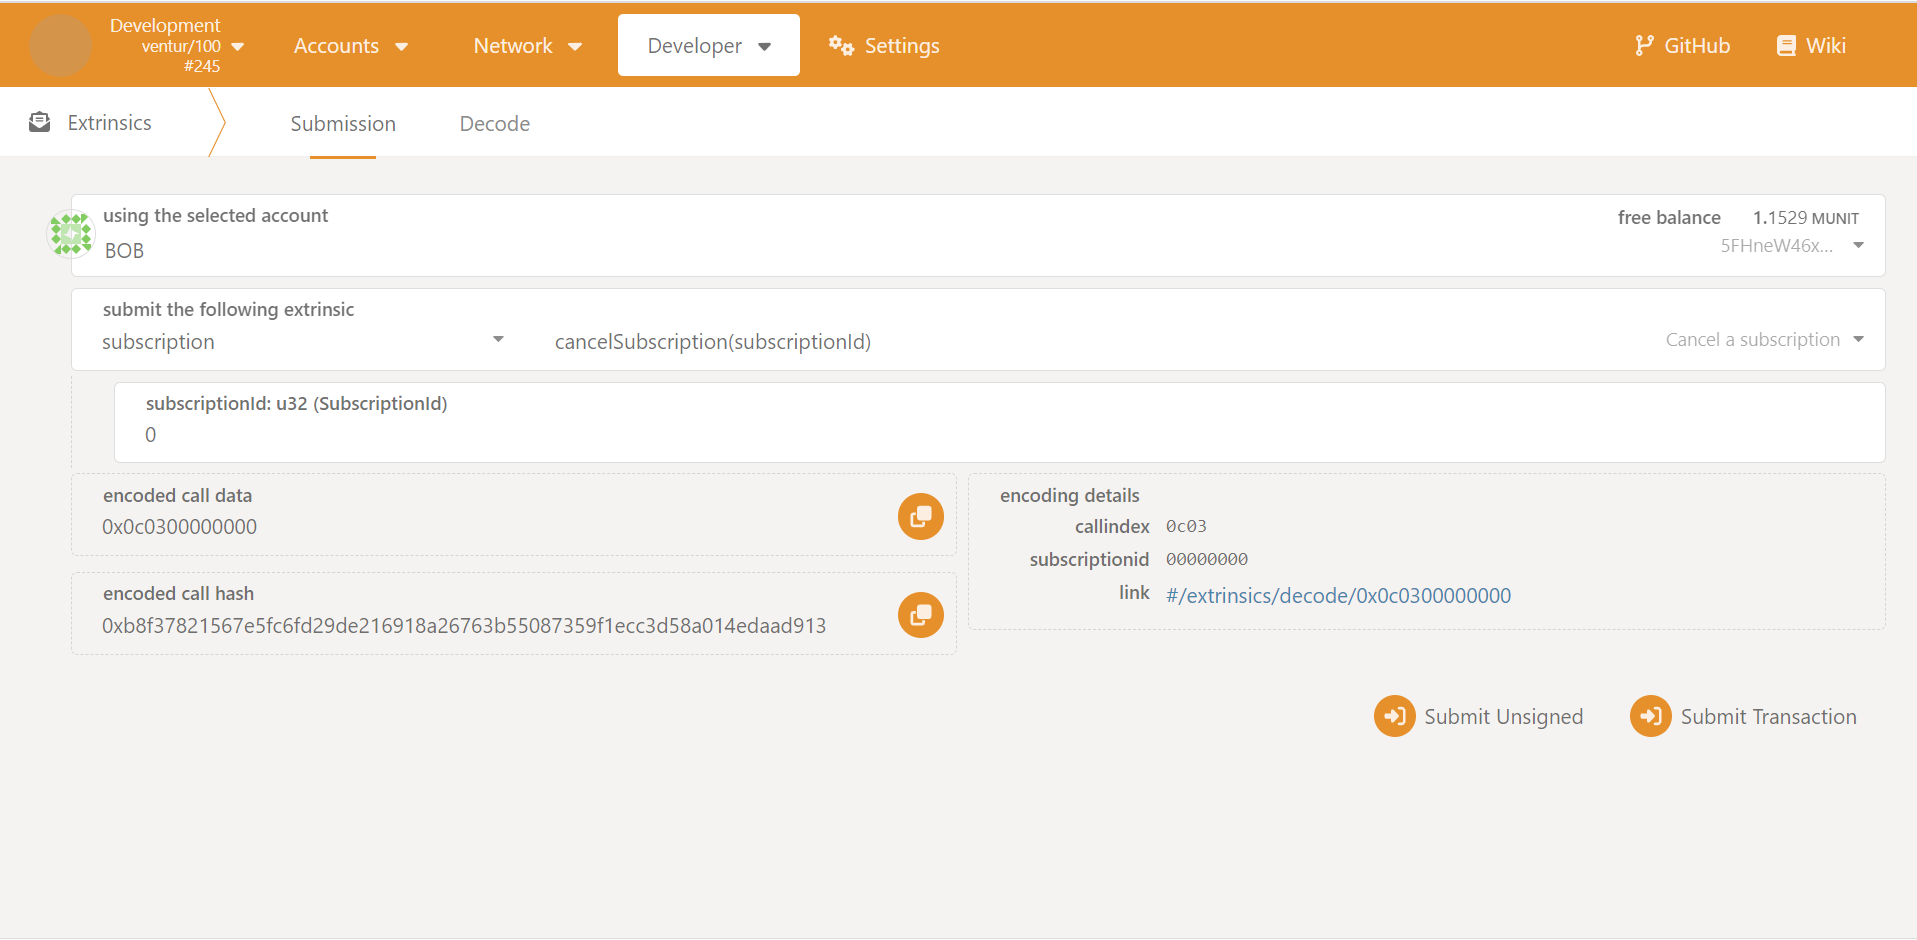 Development
ventur/100
#245
Accounts
Network
Developer
Settings
GitHub
Wiki
Extrinsics
Submission
Decode
using the selected account
BOB
free balance 1.1529 MUNIT
5FHneW46x...
submit the following extrinsic
subscription
cancelSubscription(subscriptionId)
Cancel a subscription
subscriptionId: u32 (SubscriptionId)
0
encoded call data
0x0c0300000000
encoding details
callindex 0c03
subscriptionid 00000000
link #/extrinsics/decode/0x0c0300000000
encoded call hash
0xb8f37821567e5fc6fd29de216918a26763b55087359f1ecc3d58a014edaad913
Submit Unsigned
Submit Transaction